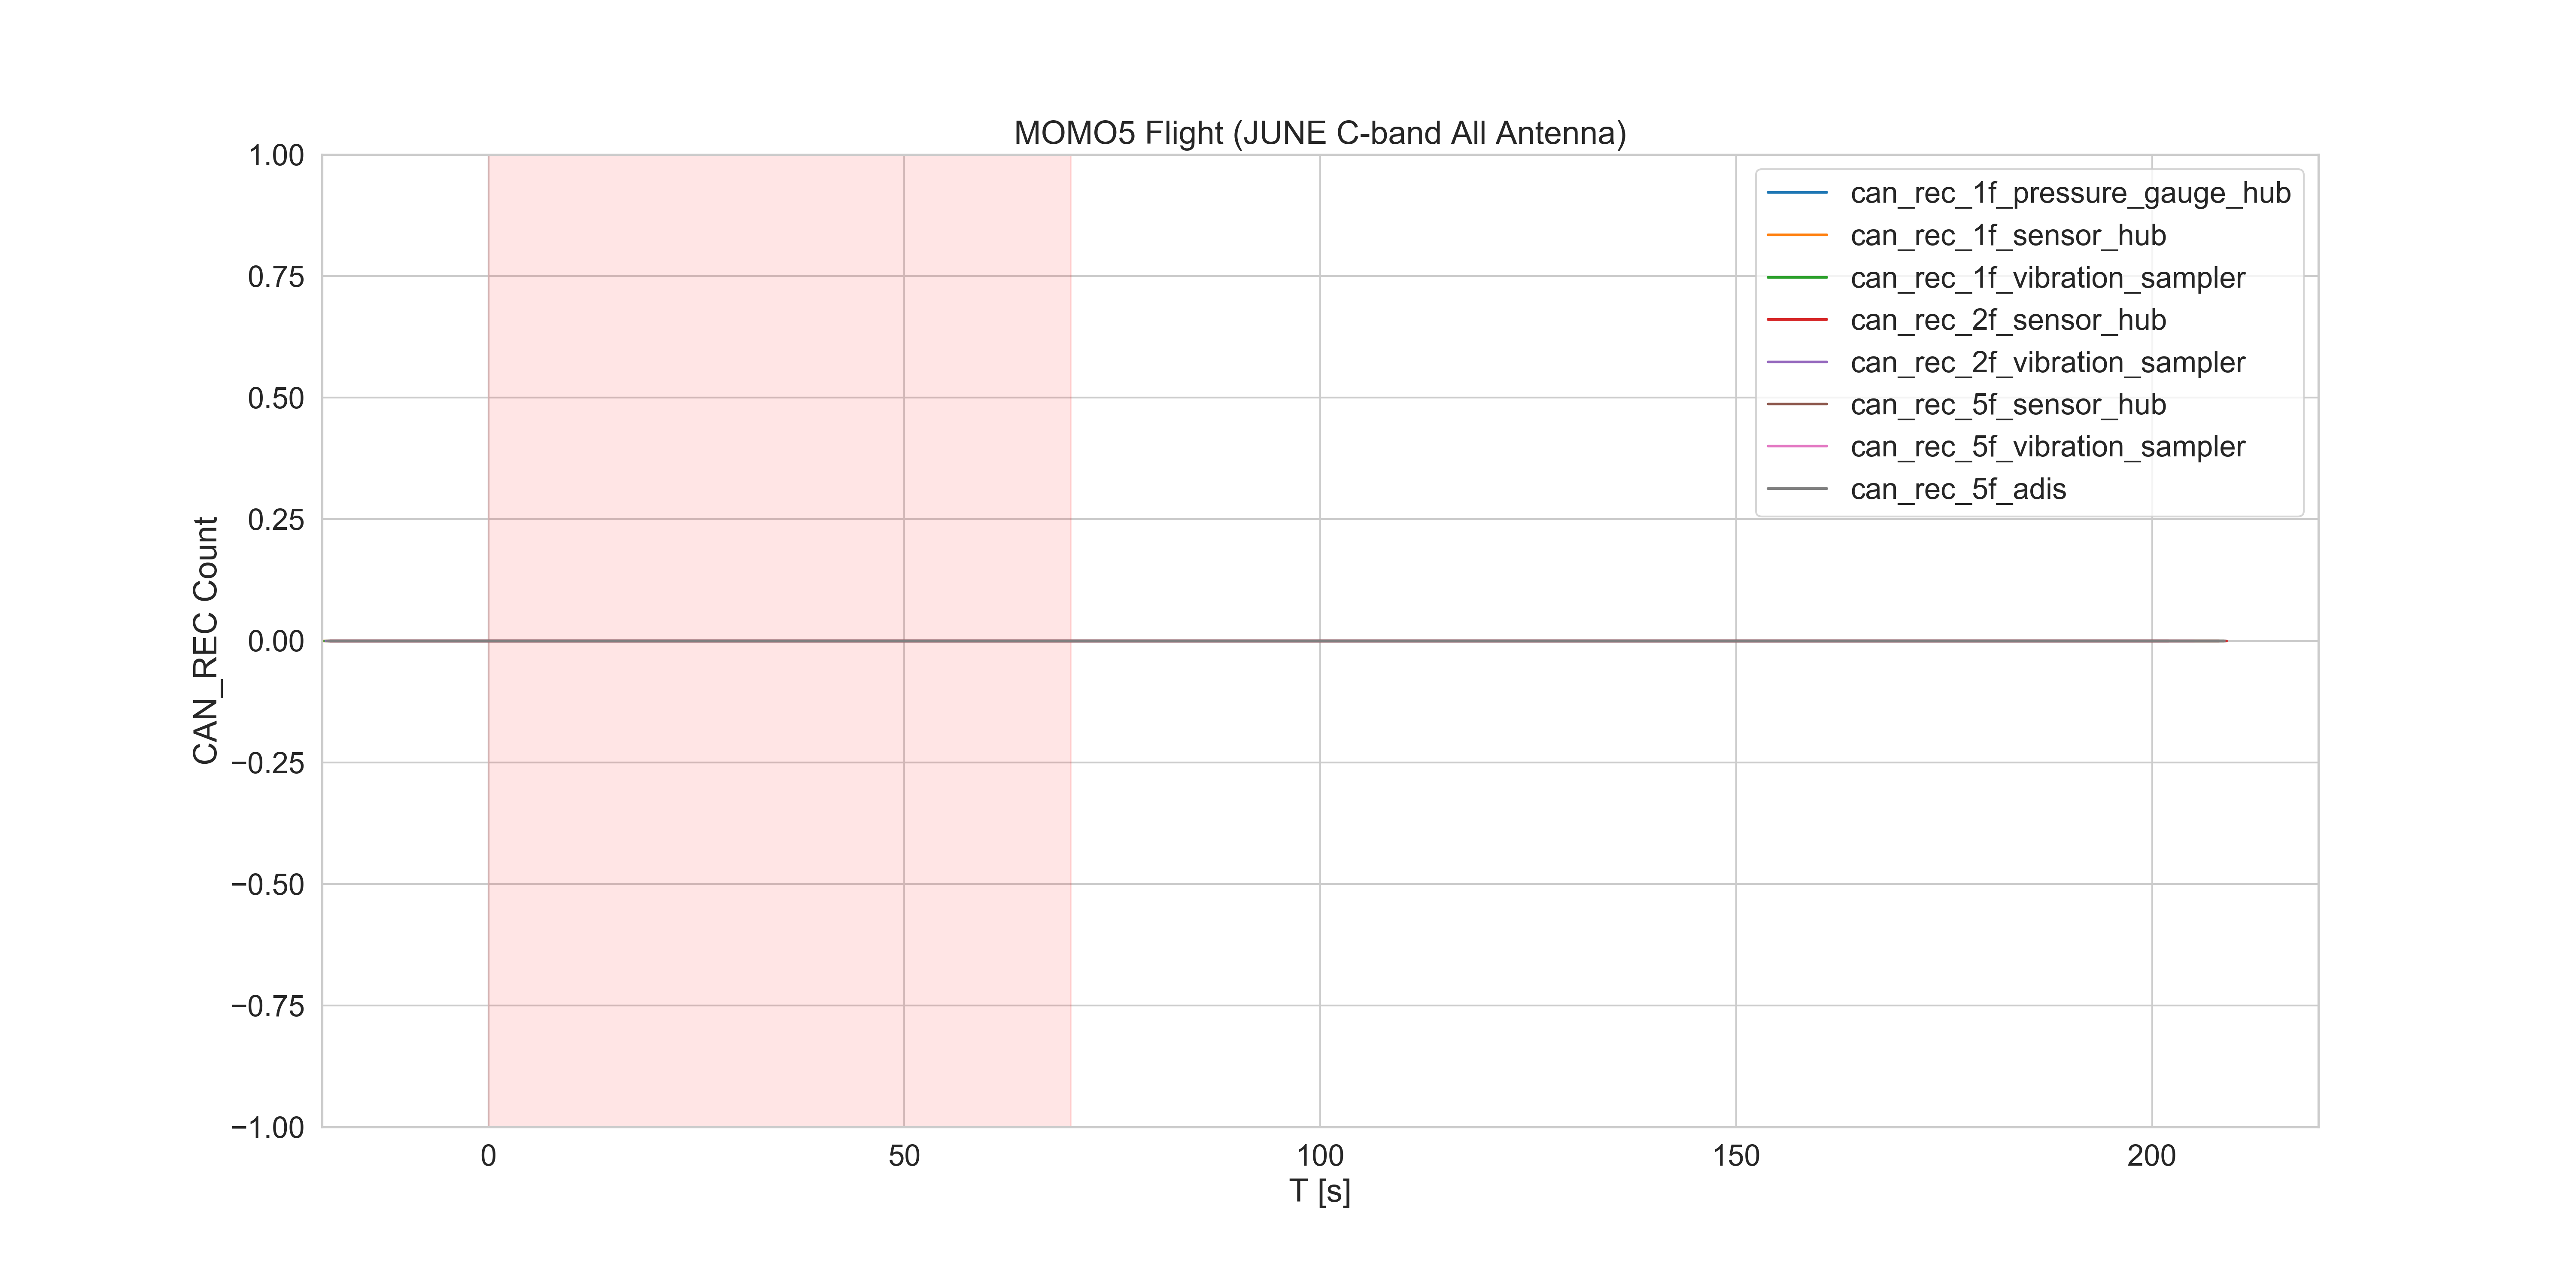 MOMO5 Flight (JUNE C-band All Antenna)
1.00
0.75
0.50
0.25
0.00
−0.25
−0.50
−0.75
−1.00
CAN_REC Count
can_rec_1f_pressure_gauge_hub
can_rec_1f_sensor_hub
can_rec_1f_vibration_sampler
can_rec_2f_sensor_hub
can_rec_2f_vibration_sampler
can_rec_5f_sensor_hub
can_rec_5f_vibration_sampler
can_rec_5f_adis
0 50 100 150 200
T [s]